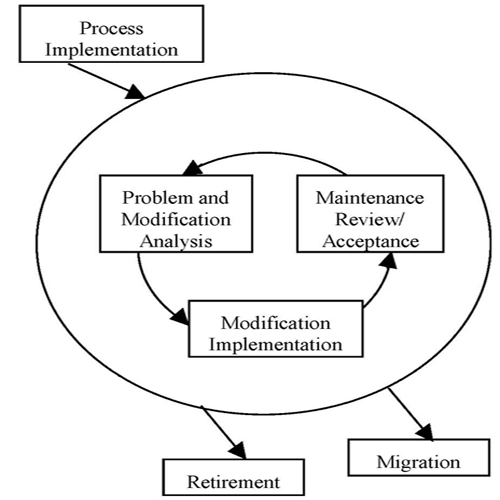 Process
Implementation
Problem and
Modification
Analysis
Maintenance
Review/
Acceptance
Modification
Implementation
Retirement
Migration